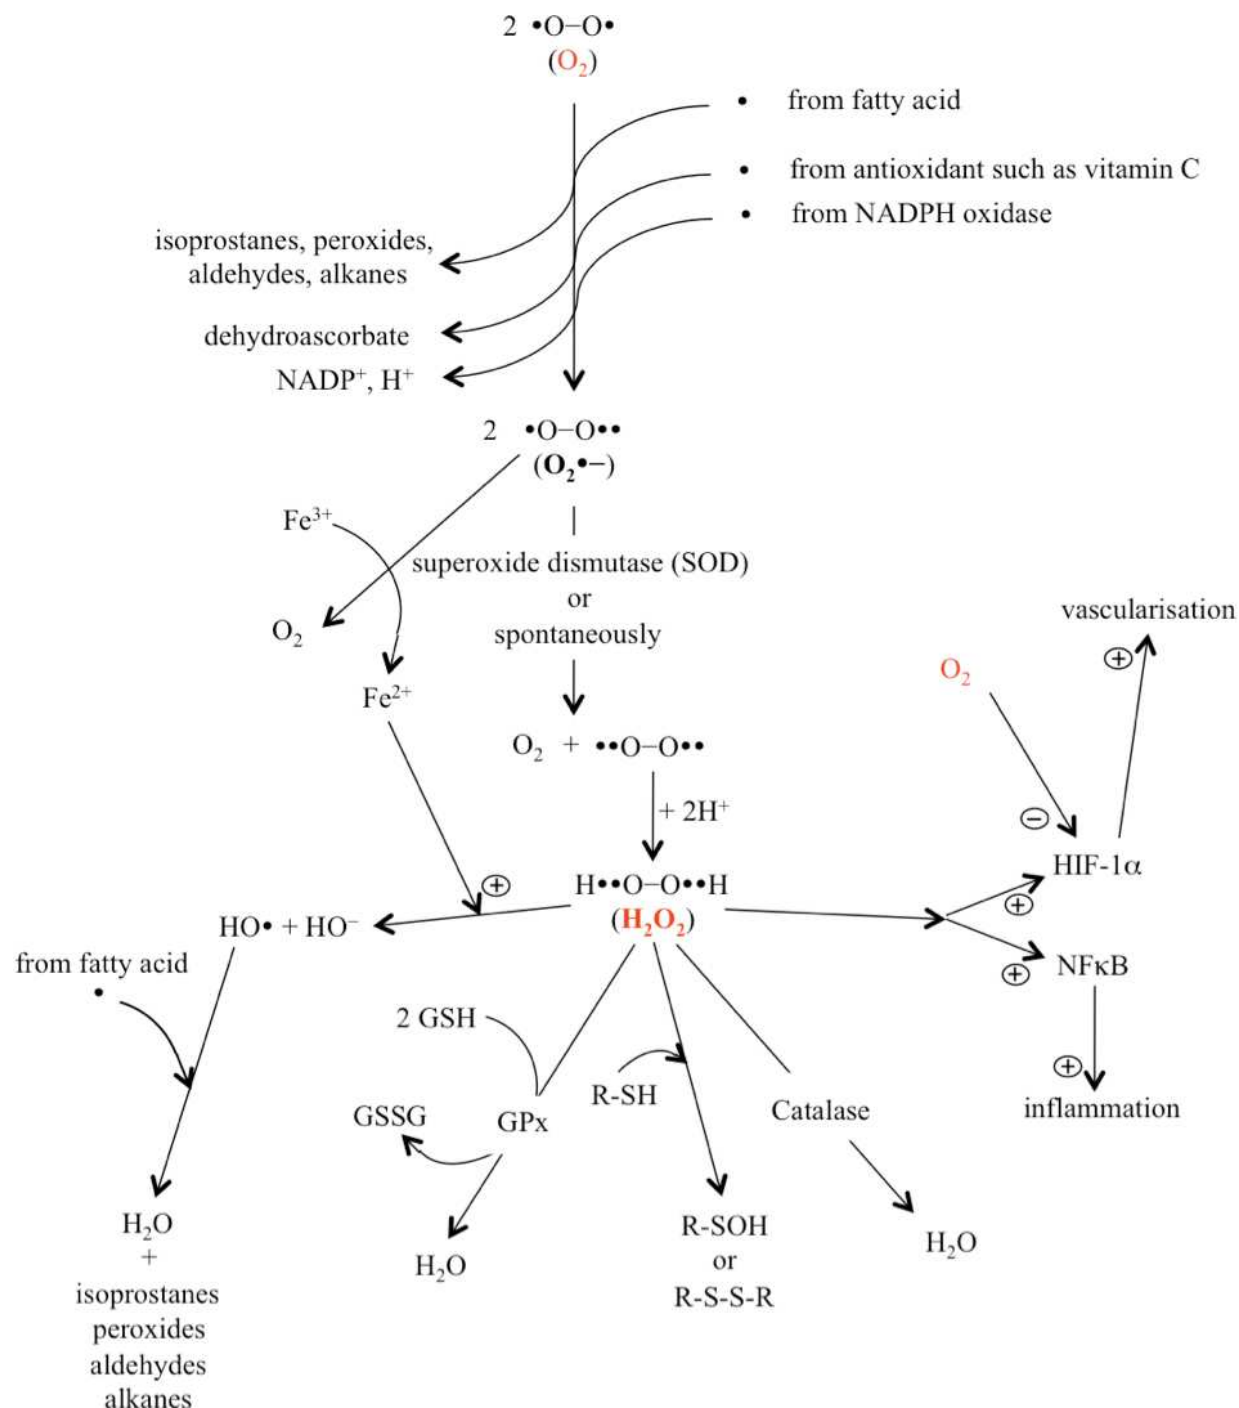 2 •O–O•
(O₂)
• from fatty acid
• from antioxidant such as vitamin C
• from NADPH oxidase
isoprostanes, peroxides,
aldehydes, alkanes
dehydroascorbate
NADP⁺, H⁺
2 •O–O••
(O₂•–)
Fe³⁺
superoxide dismutase (SOD)
or
spontaneously
O₂
Fe²⁺
O₂ + ••O–O••
+ 2H⁺
vascularisation
+
O₂
−
HIF-1α
+
H••O–O••H
(H₂O₂)
+
HO• + HO⁻
+
NFκB
+
inflammation
from fatty acid
•
2 GSH
R-SH
GSSG
GPx
Catalase
H₂O
+
isoprostanes
peroxides
aldehydes
alkanes
H₂O
R-SOH
or
R-S-S-R
H₂O